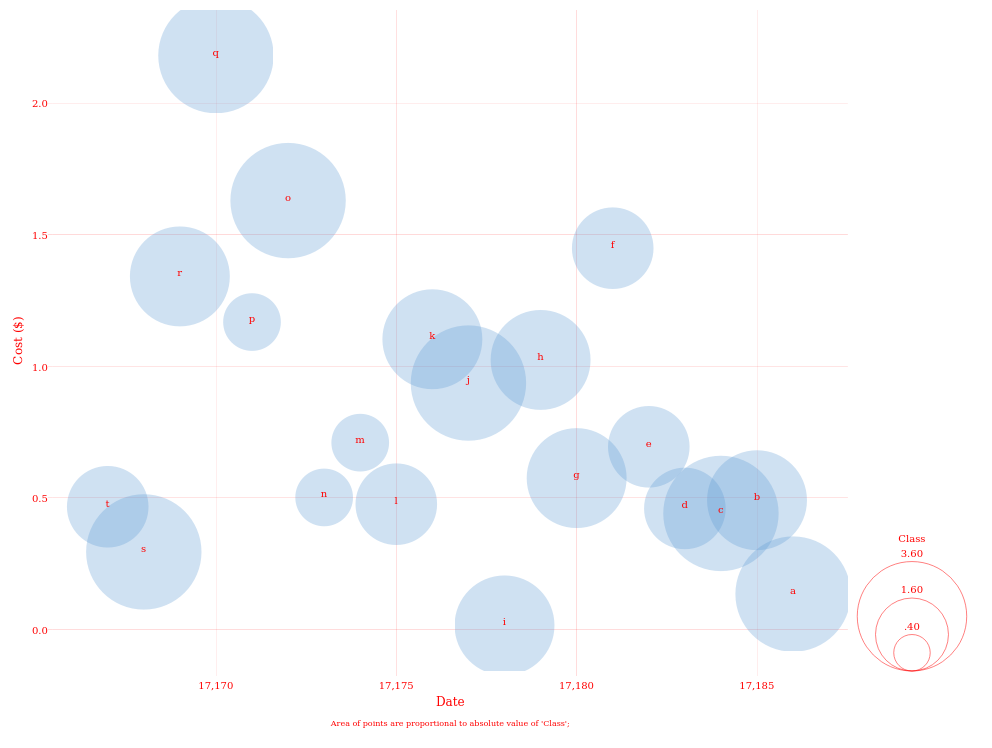 q
2.0
o
1.5
f
r
p
Cost ($)
k
h
1.0
j
m
e
g
n
b
0.5
l
t
d
c
s
Class
3.60
a
1.60
i
.40
0.0
17,170
17,175
17,180
17,185
Date
Area of points are proportional to absolute value of 'Class';